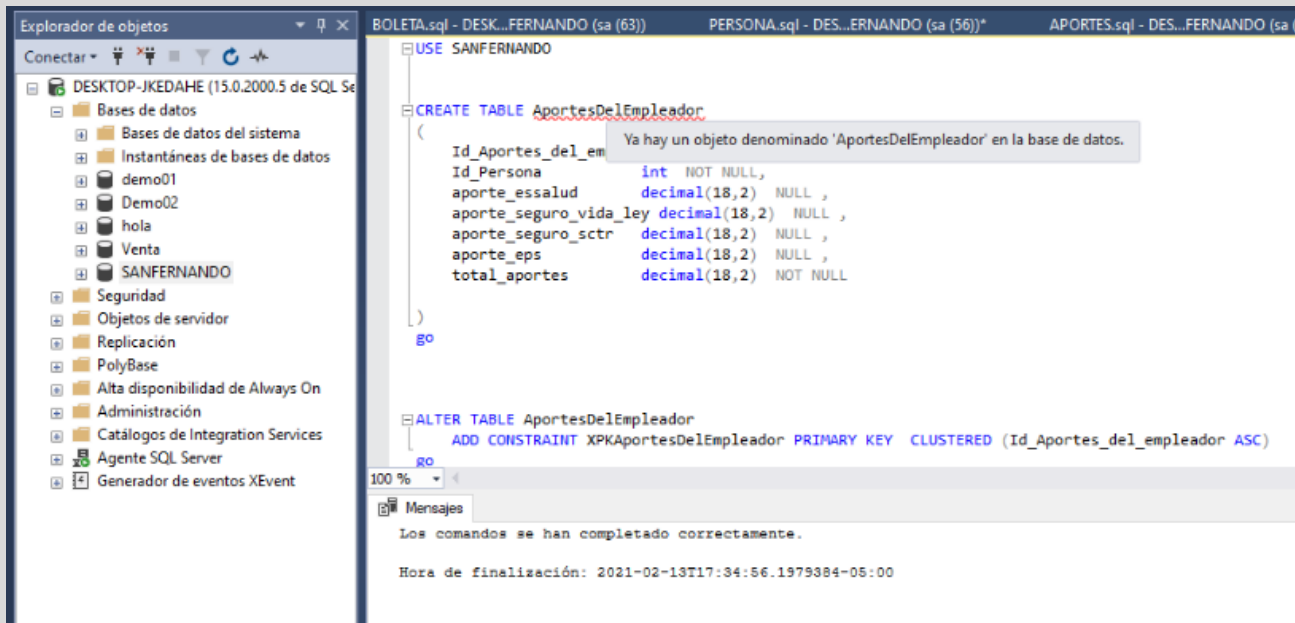 Explorador de objetos
Conectar
DESKTOP-JKEDAHE (15.0.2000.5 de SQL Se
Bases de datos
Bases de datos del sistema
Instantáneas de bases de datos
demo01
Demo02
hola
Venta
SANFERNANDO
Seguridad
Objetos de servidor
Replicación
PolyBase
Alta disponibilidad de Always On
Administración
Catálogos de Integration Services
Agente SQL Server
Generador de eventos XEvent
BOLETA.sql - DESK...FERNANDO (sa (63)) PERSONA.sql - DES...ERNANDO (sa (56))* APORTES.sql - DES...FERNANDO (sa (
USE SANFERNANDO
CREATE TABLE AportesDelEmpleador
(
Ya hay un objeto denominado 'AportesDelEmpleador' en la base de datos.
Id_Aportes_del_em
Id_Persona int NOT NULL,
aporte_essalud decimal(18,2) NULL ,
aporte_seguro_vida_ley decimal(18,2) NULL ,
aporte_seguro_sctr decimal(18,2) NULL ,
aporte_eps decimal(18,2) NULL ,
total_aportes decimal(18,2) NOT NULL
)
go
ALTER TABLE AportesDelEmpleador
ADD CONSTRAINT XPKAportesDelEmpleador PRIMARY KEY CLUSTERED (Id_Aportes_del_empleador ASC)
go
100 %
Mensajes
Los comandos se han completado correctamente.
Hora de finalización: 2021-02-13T17:34:56.1979384-05:00